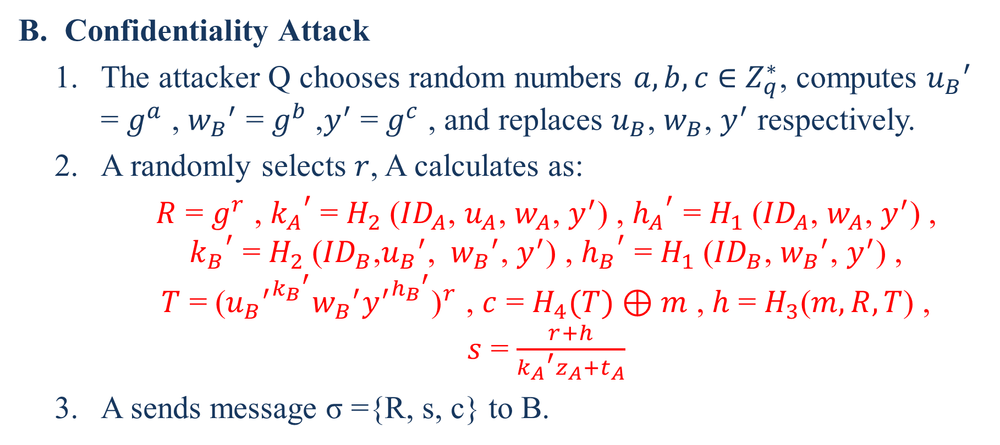 B. Confidentiality Attack
1. The attacker Q chooses random numbers a, b, c ∈ Z_q^*, computes u_B′
= g^a , w_B′ = g^b ,y′ = g^c , and replaces u_B, w_B, y′ respectively.
2. A randomly selects r, A calculates as:
R = g^r , k_A′ = H_2 (ID_A, u_A, w_A, y′) , h_A′ = H_1 (ID_A, w_A, y′) ,
k_B′ = H_2 (ID_B,u_B′, w_B′, y′) , h_B′ = H_1 (ID_B, w_B′, y′) ,
T = (u_B′^{k_B′} w_B′y′^{h_B′})^r , c = H_4(T) ⊕ m , h = H_3(m, R, T) ,
s = \frac{r+h}{k_A′z_A+t_A}
3. A sends message σ ={R, s, c} to B.